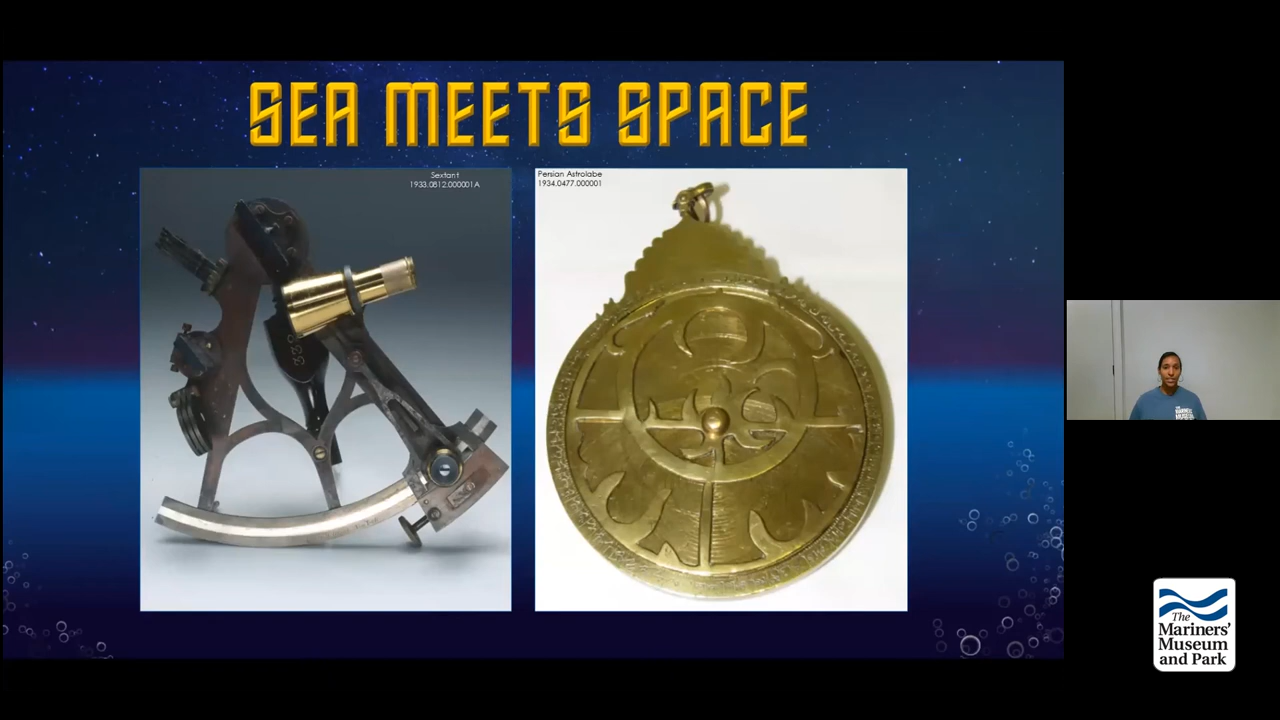 SEA MEETS SPACE
Sextant
1933.0812.000001A
Persian Astrolabe
1934.0477.000001
The
Mariners'
Museum
and Park